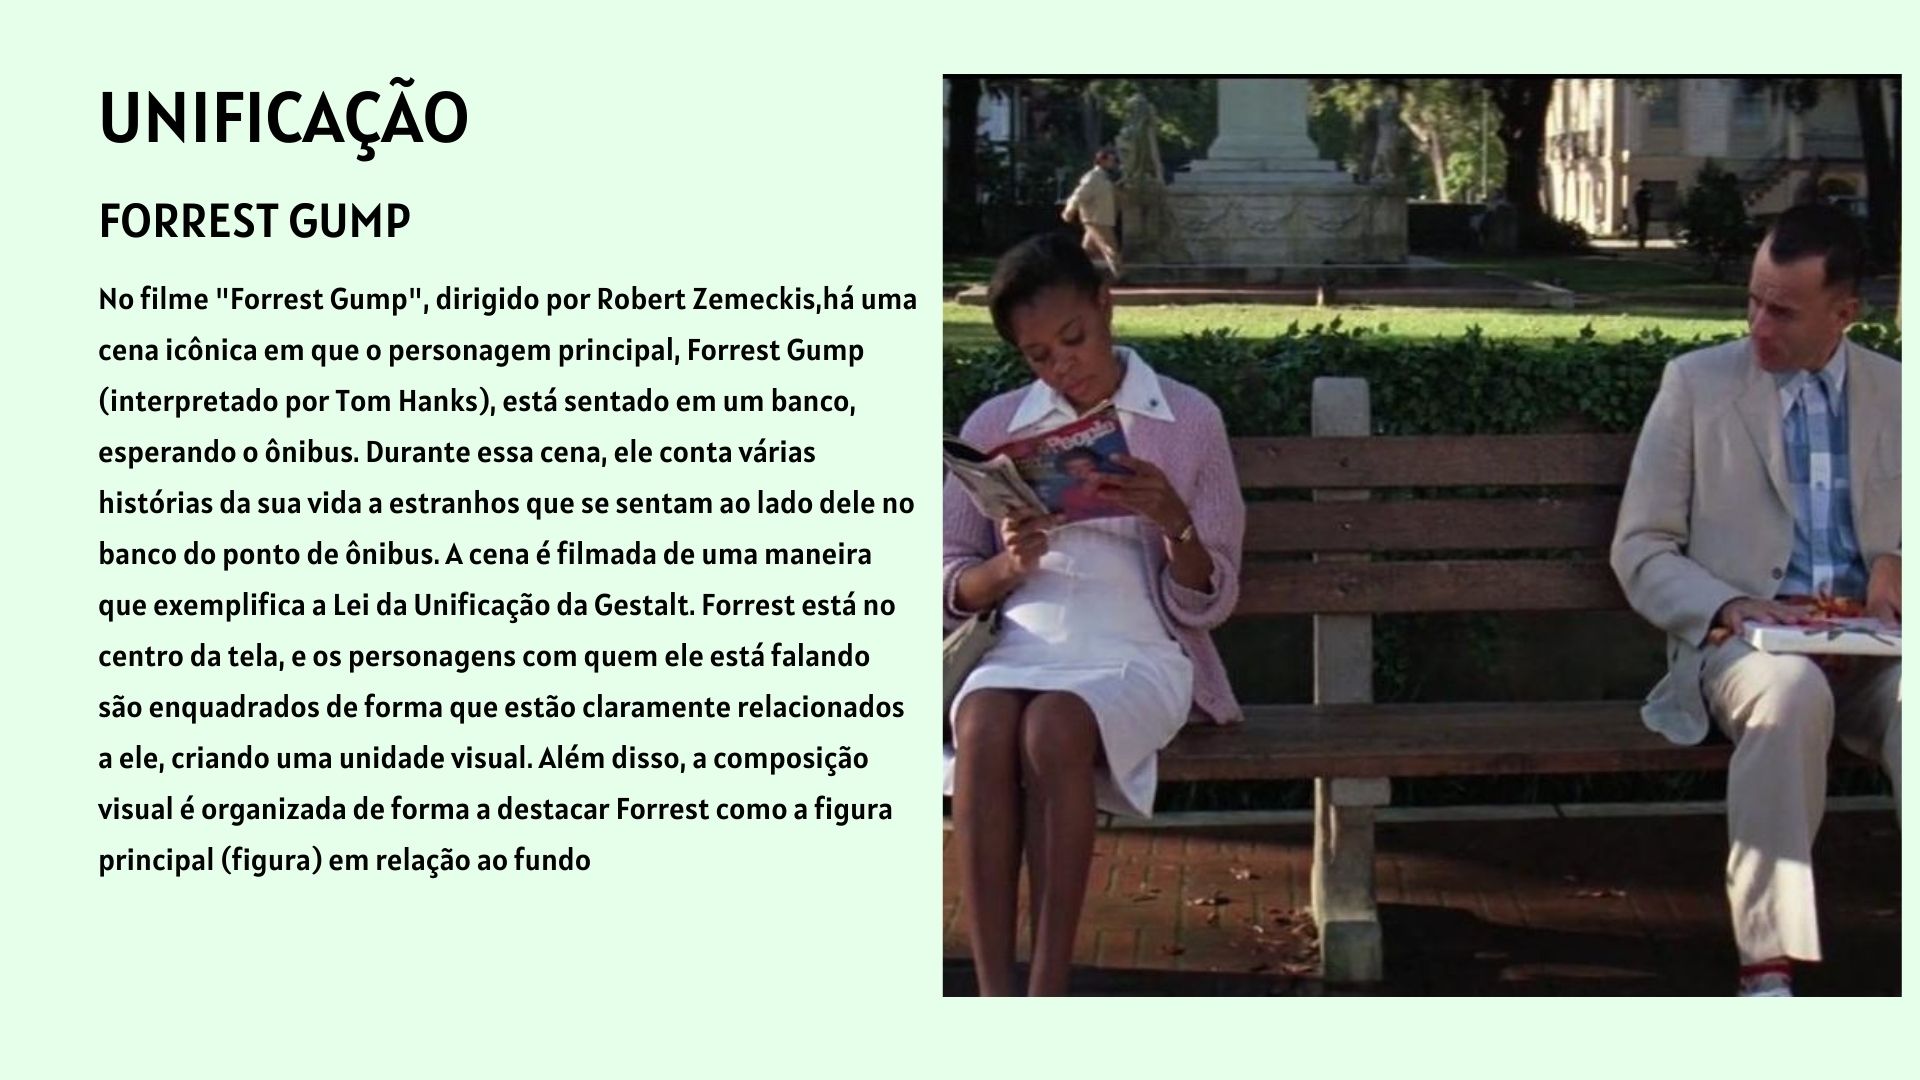 UNIFICAÇÃO
FORREST GUMP
No filme "Forrest Gump", dirigido por Robert Zemeckis,há uma
cena icônica em que o personagem principal, Forrest Gump
(interpretado por Tom Hanks), está sentado em um banco,
esperando o ônibus. Durante essa cena, ele conta várias
histórias da sua vida a estranhos que se sentam ao lado dele no
banco do ponto de ônibus. A cena é filmada de uma maneira
que exemplifica a Lei da Unificação da Gestalt. Forrest está no
centro da tela, e os personagens com quem ele está falando
são enquadrados de forma que estão claramente relacionados
a ele, criando uma unidade visual. Além disso, a composição
visual é organizada de forma a destacar Forrest como a figura
principal (figura) em relação ao fundo
People